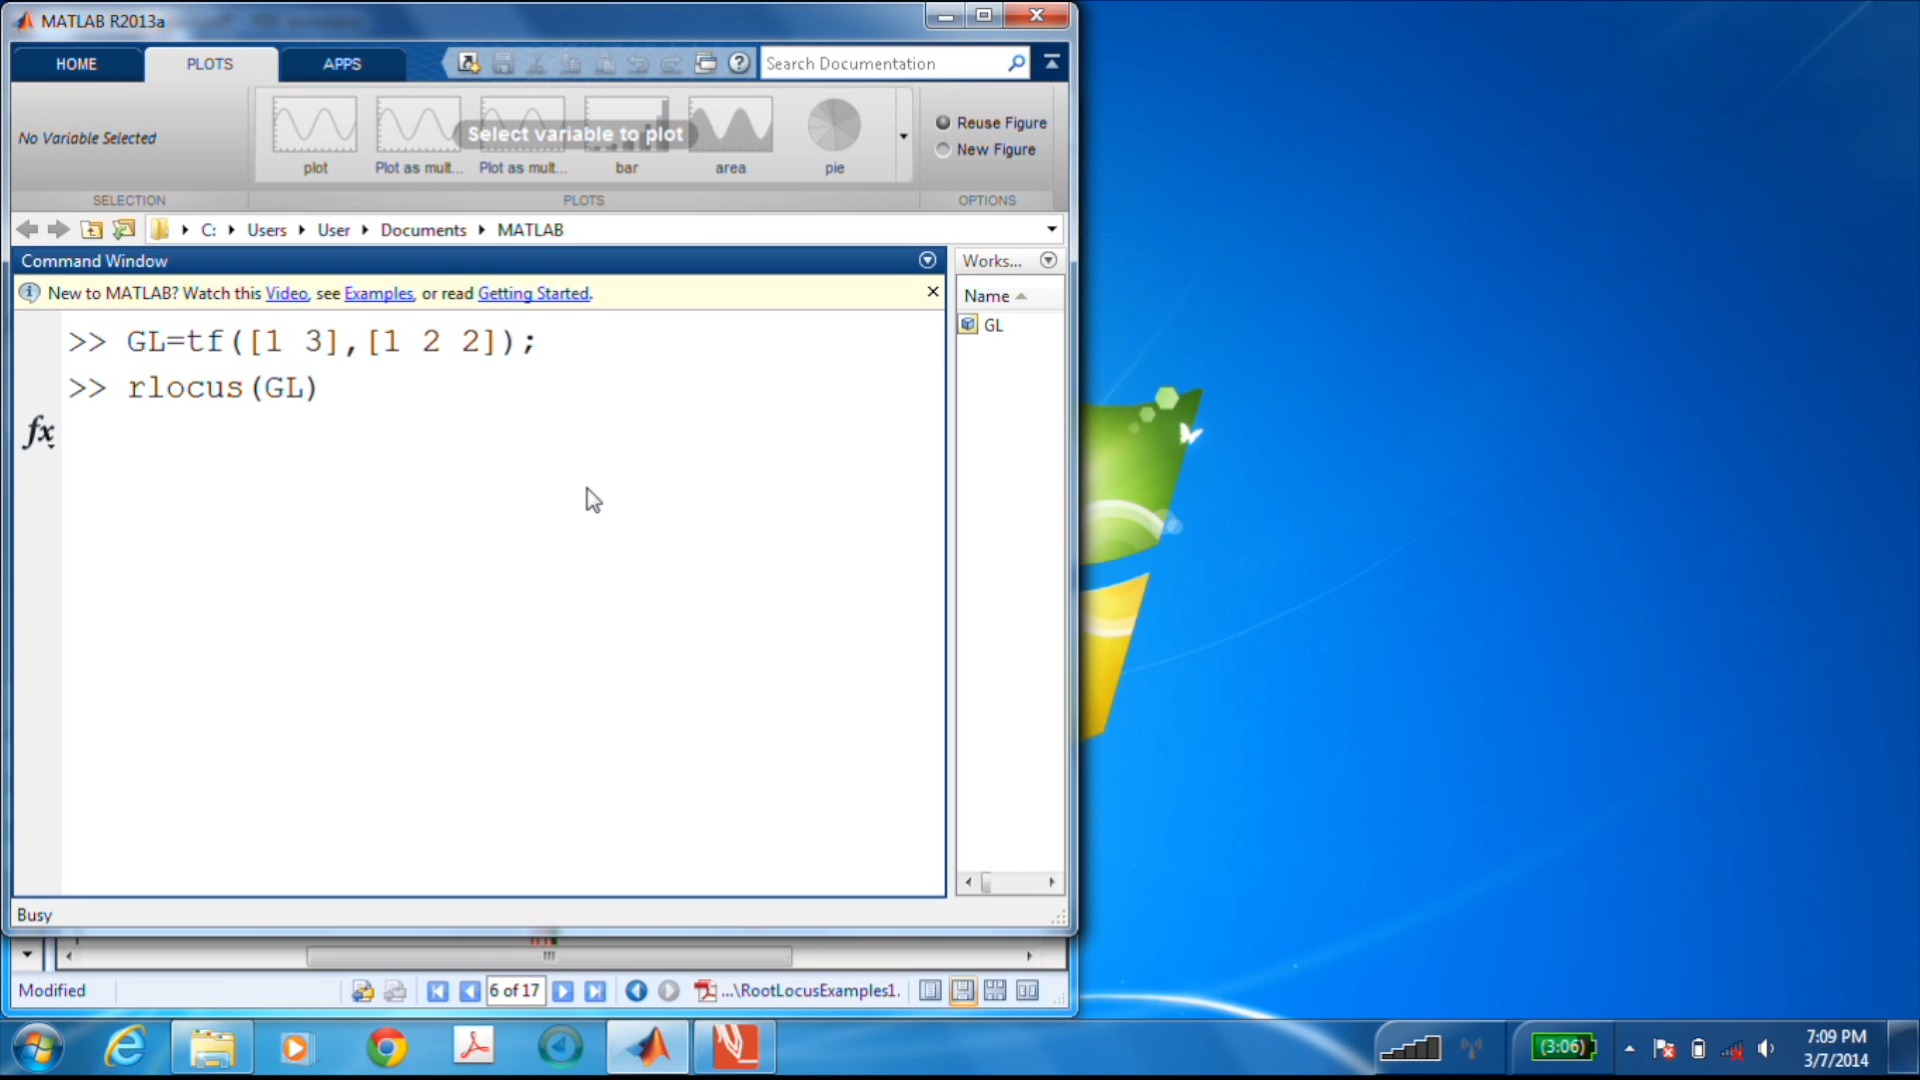 MATLAB R2013a
HOME
PLOTS
APPS
Search Documentation
No Variable Selected
Select variable to plot
plot
Plot as mult...
Plot as mult...
bar
area
pie
Reuse Figure
New Figure
SELECTION
PLOTS
OPTIONS
C: Users User Documents MATLAB
Command Window
Works...
New to MATLAB? Watch this Video, see Examples, or read Getting Started.
Name
GL
>> GL=tf([1 3],[1 2 2]);
>> rlocus(GL)
fx
Busy
Modified
6 of 17
...\RootLocusExamples1.
(3:06)
7:09 PM
3/7/2014